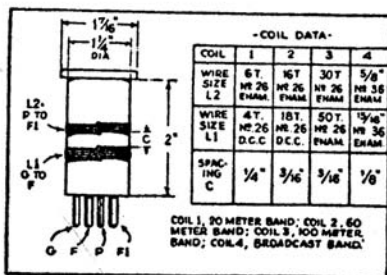 1 7/16"
1 1/4"
DIA
L2-
P TO
F1
C
2"
L1
G TO
F
G F P F1
-COIL DATA-
COIL 1 2 3 4
WIRE SIZE L2 6 T. Nº 26 ENAM. 16T Nº 26 ENAM. 30T Nº 26 ENAM. 5/8" Nº 36 ENAM.
WIRE SIZE L1 4T. Nº 26 D.C.C. 18T. Nº 26 D.C.C. 50T. Nº 26 ENAM. 15/16" Nº 36 ENAM.
SPAC-ING C 1/4" 3/16" 3/16" 1/8"
COIL 1, 20 METER BAND; COIL 2, 60
METER BAND; COIL 3, 100 METER
BAND; COIL 4, BROADCAST BAND.